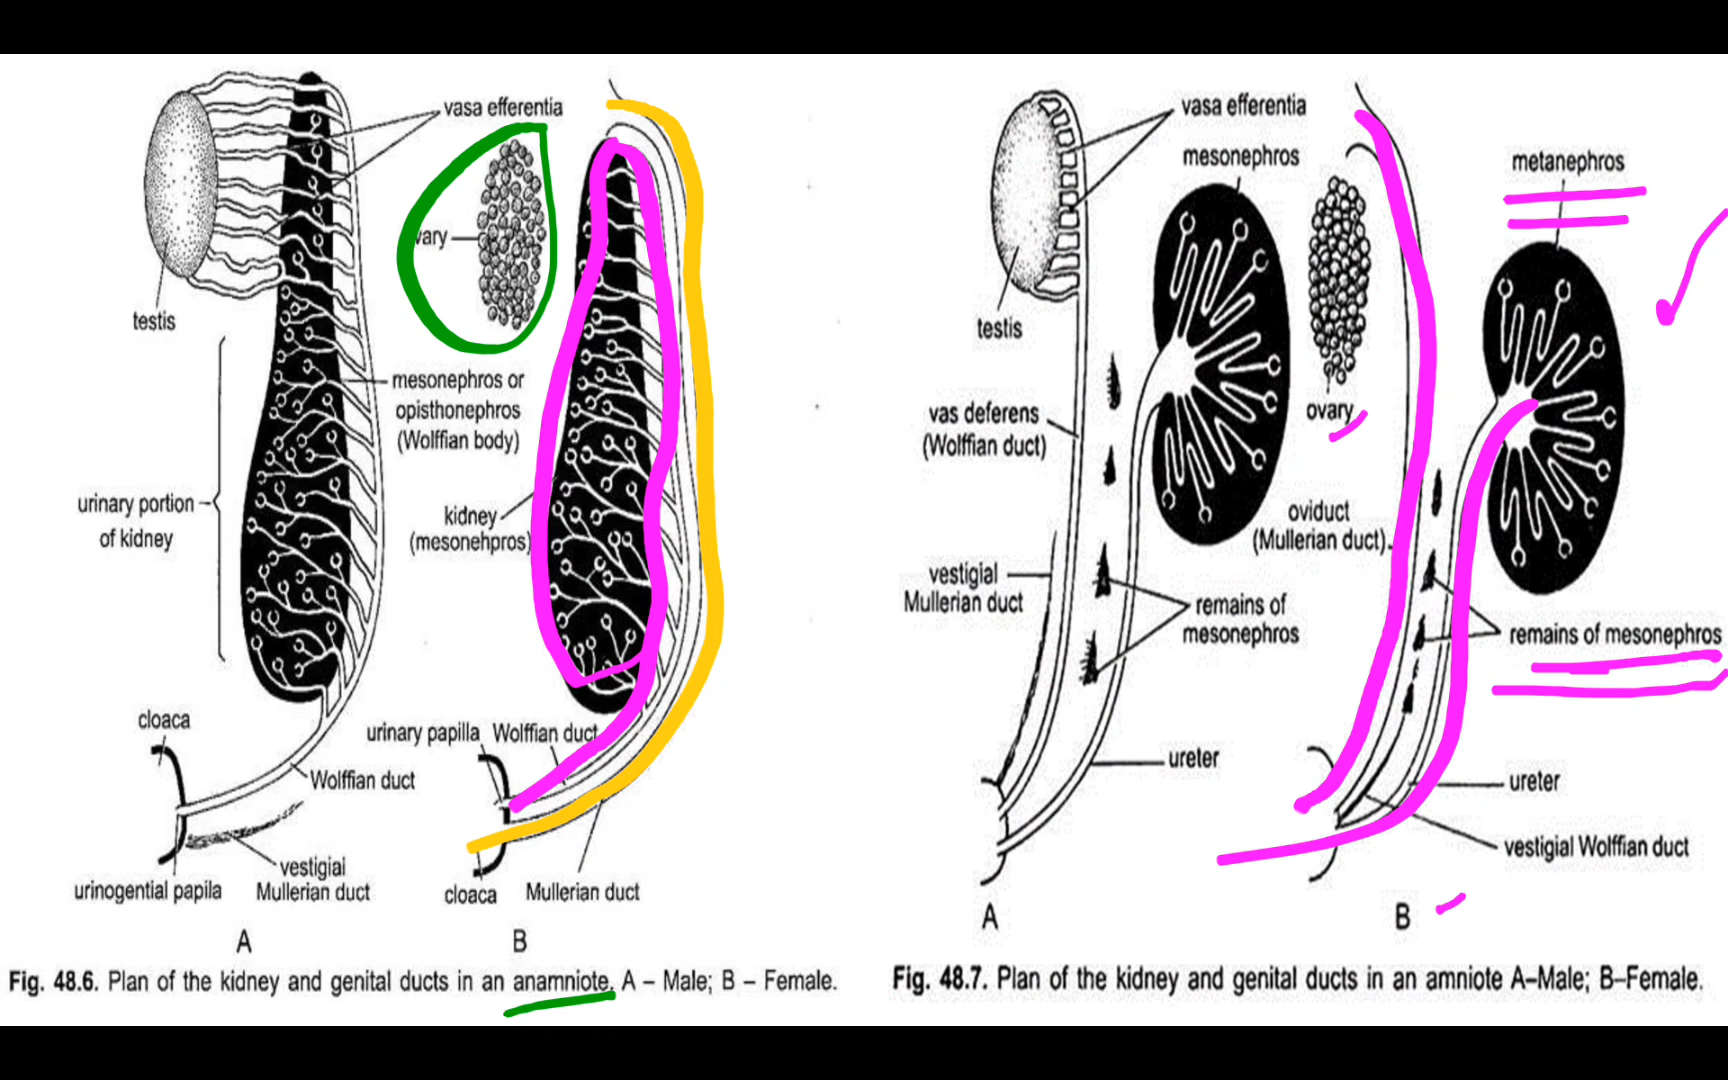 vasa efferentia
testis
mesonephros or
opisthonephros
(Wolffian body)
urinary portion
of kidney
cloaca
Wolffian duct
vestigial
Mullerian duct
urinogential papila
A
vary
kidney
(mesonehpros)
urinary papilla
Wolffian duct
cloaca
Mullerian duct
B
Fig. 48.6. Plan of the kidney and genital ducts in an anamniote. A – Male; B – Female.
vasa efferentia
mesonephros
testis
vas deferens
(Wolffian duct)
vestigial
Mullerian duct
remains of
mesonephros
ureter
A
metanephros
ovary
oviduct
(Mullerian duct)
remains of mesonephros
ureter
vestigial Wolffian duct
B
Fig. 48.7. Plan of the kidney and genital ducts in an amniote A–Male; B–Female.